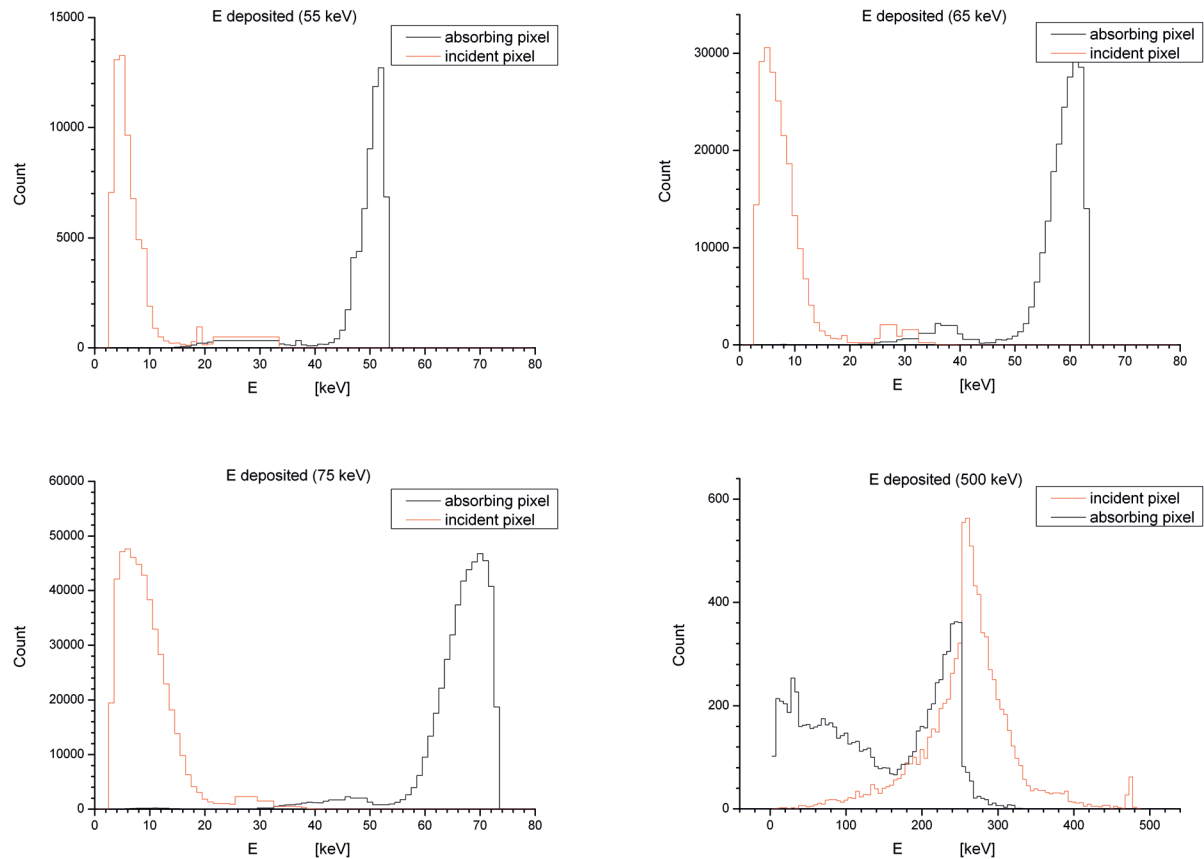 E deposited (55 keV)
15000
10000
5000
0
Count
absorbing pixel
incident pixel
0 10 20 30 40 50 60 70 80
E [keV]
E deposited (65 keV)
30000
20000
10000
0
Count
absorbing pixel
incident pixel
0 10 20 30 40 50 60 70 80
E [keV]
E deposited (75 keV)
60000
50000
40000
30000
20000
10000
0
Count
absorbing pixel
incident pixel
0 10 20 30 40 50 60 70 80
E [keV]
E deposited (500 keV)
600
400
200
0
Count
incident pixel
absorbing pixel
0 100 200 300 400 500
E [keV]